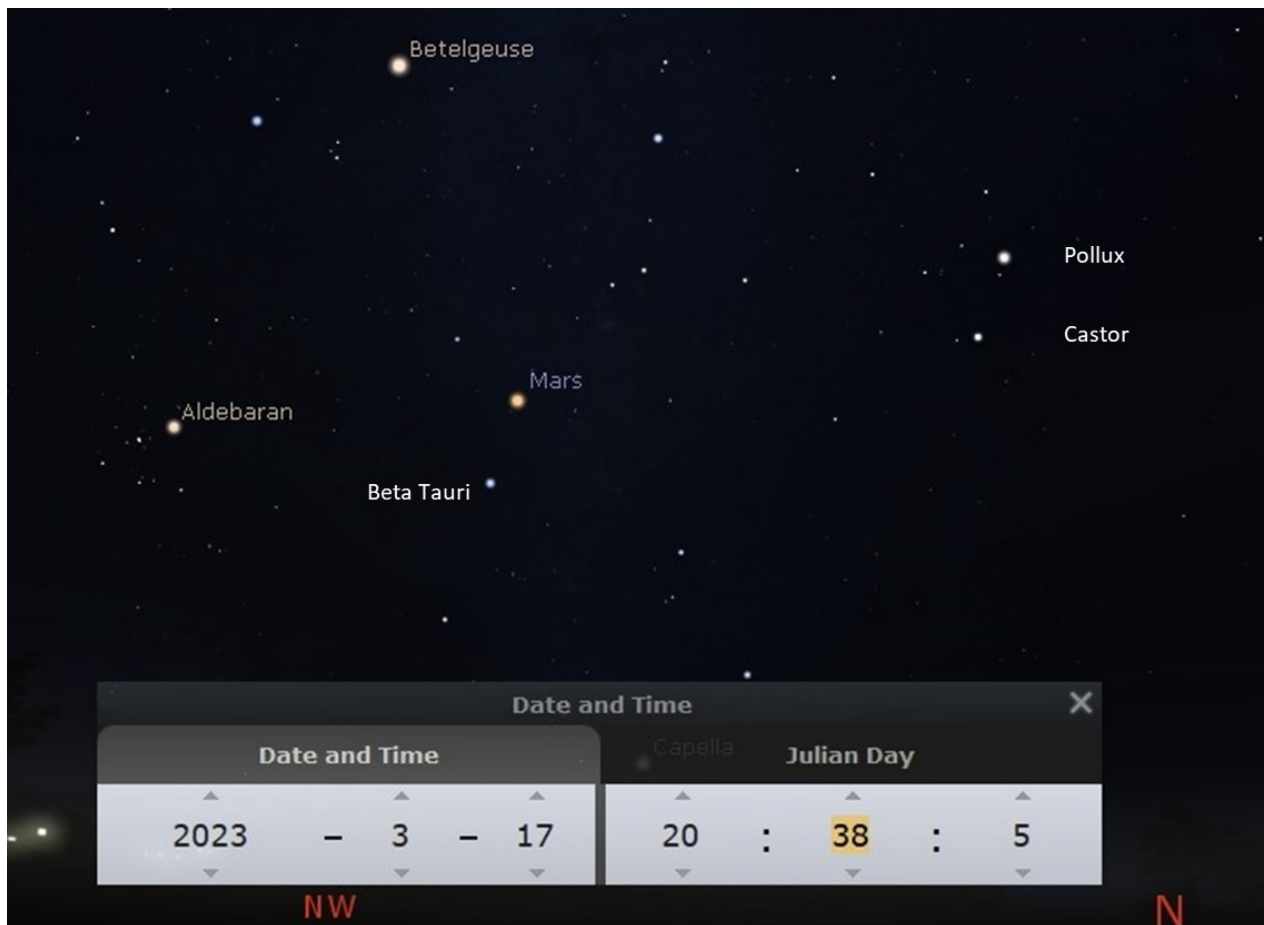 Betelgeuse
Pollux
Castor
Mars
Aldebaran
Beta Tauri
Date and Time
Date and Time
Capella
Julian Day
2023 - 3 - 17 20 : 38 : 5
NW
N